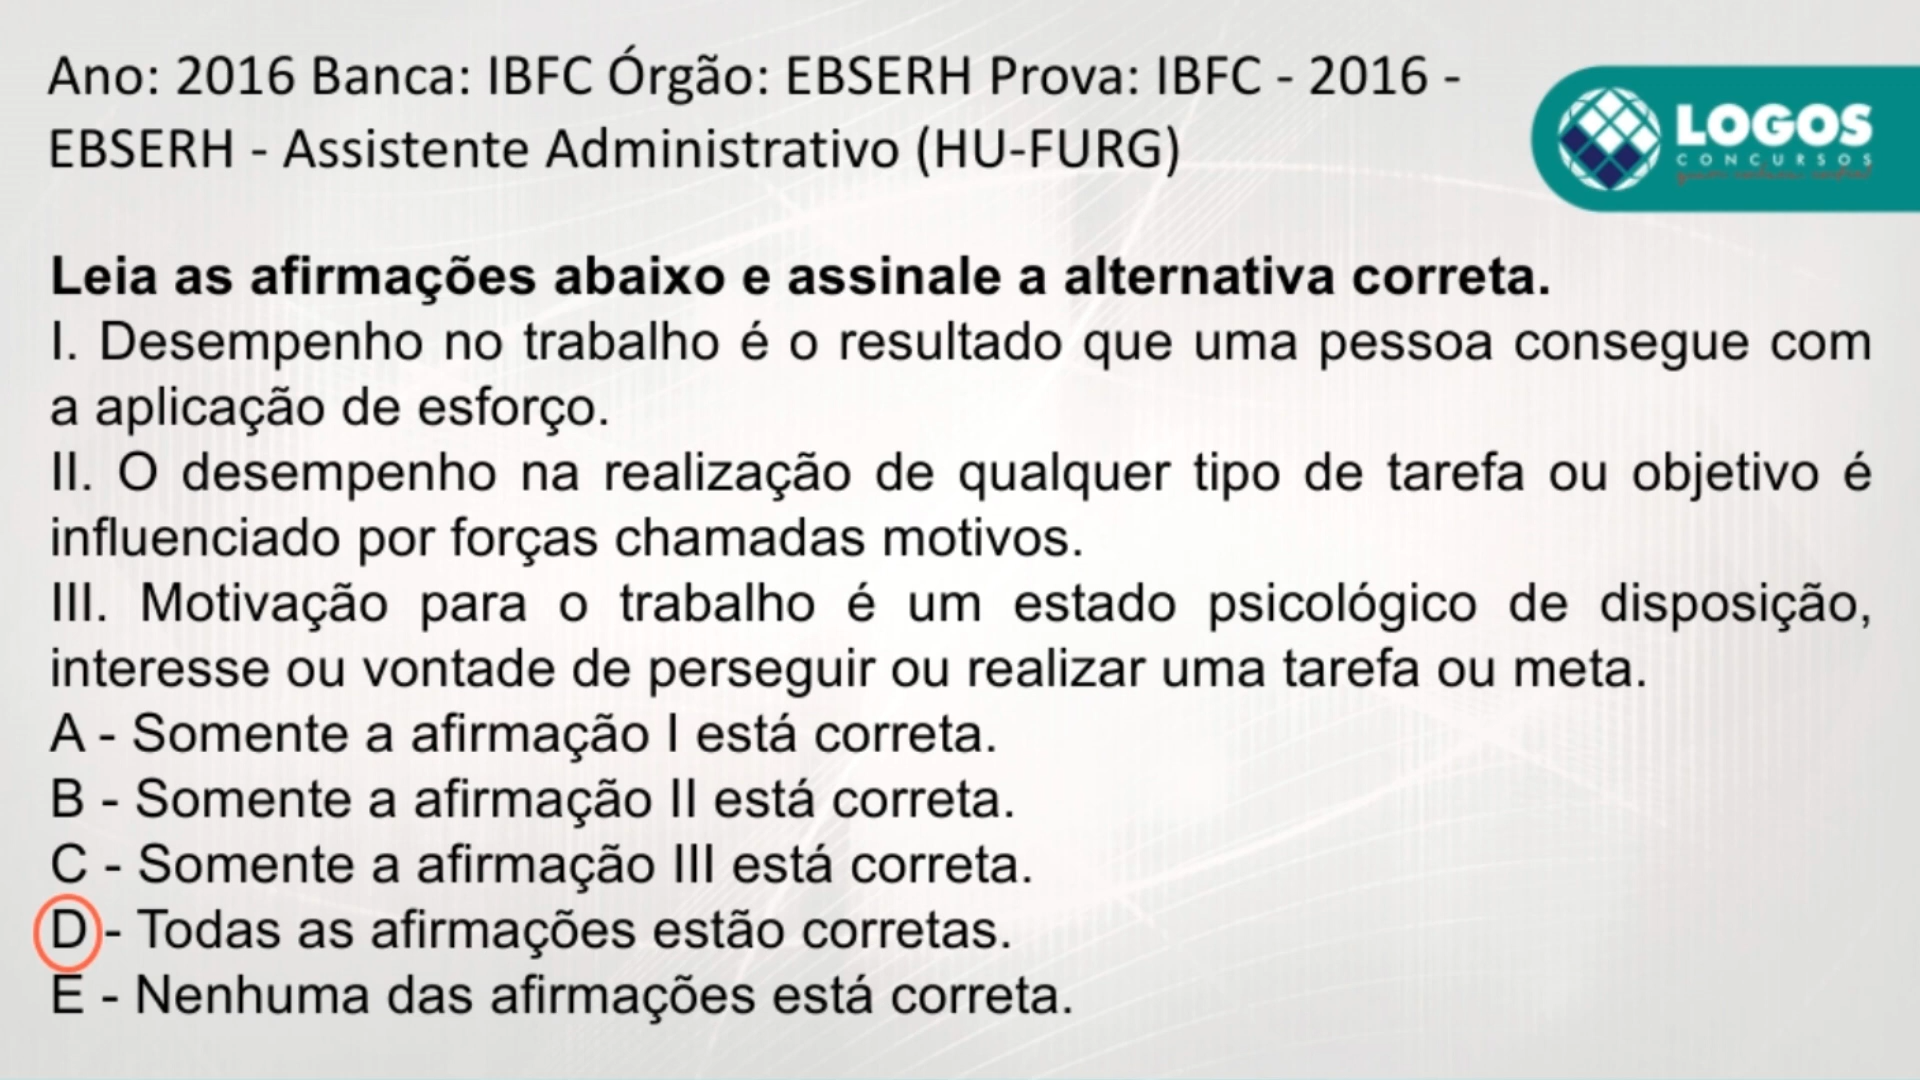 Ano: 2016 Banca: IBFC Órgão: EBSERH Prova: IBFC - 2016 -
EBSERH - Assistente Administrativo (HU-FURG)
LOGOS
CONCURSOS
Leia as afirmações abaixo e assinale a alternativa correta.
I. Desempenho no trabalho é o resultado que uma pessoa consegue com
a aplicação de esforço.
II. O desempenho na realização de qualquer tipo de tarefa ou objetivo é
influenciado por forças chamadas motivos.
III. Motivação para o trabalho é um estado psicológico de disposição,
interesse ou vontade de perseguir ou realizar uma tarefa ou meta.
A - Somente a afirmação I está correta.
B - Somente a afirmação II está correta.
C - Somente a afirmação III está correta.
D - Todas as afirmações estão corretas.
E - Nenhuma das afirmações está correta.